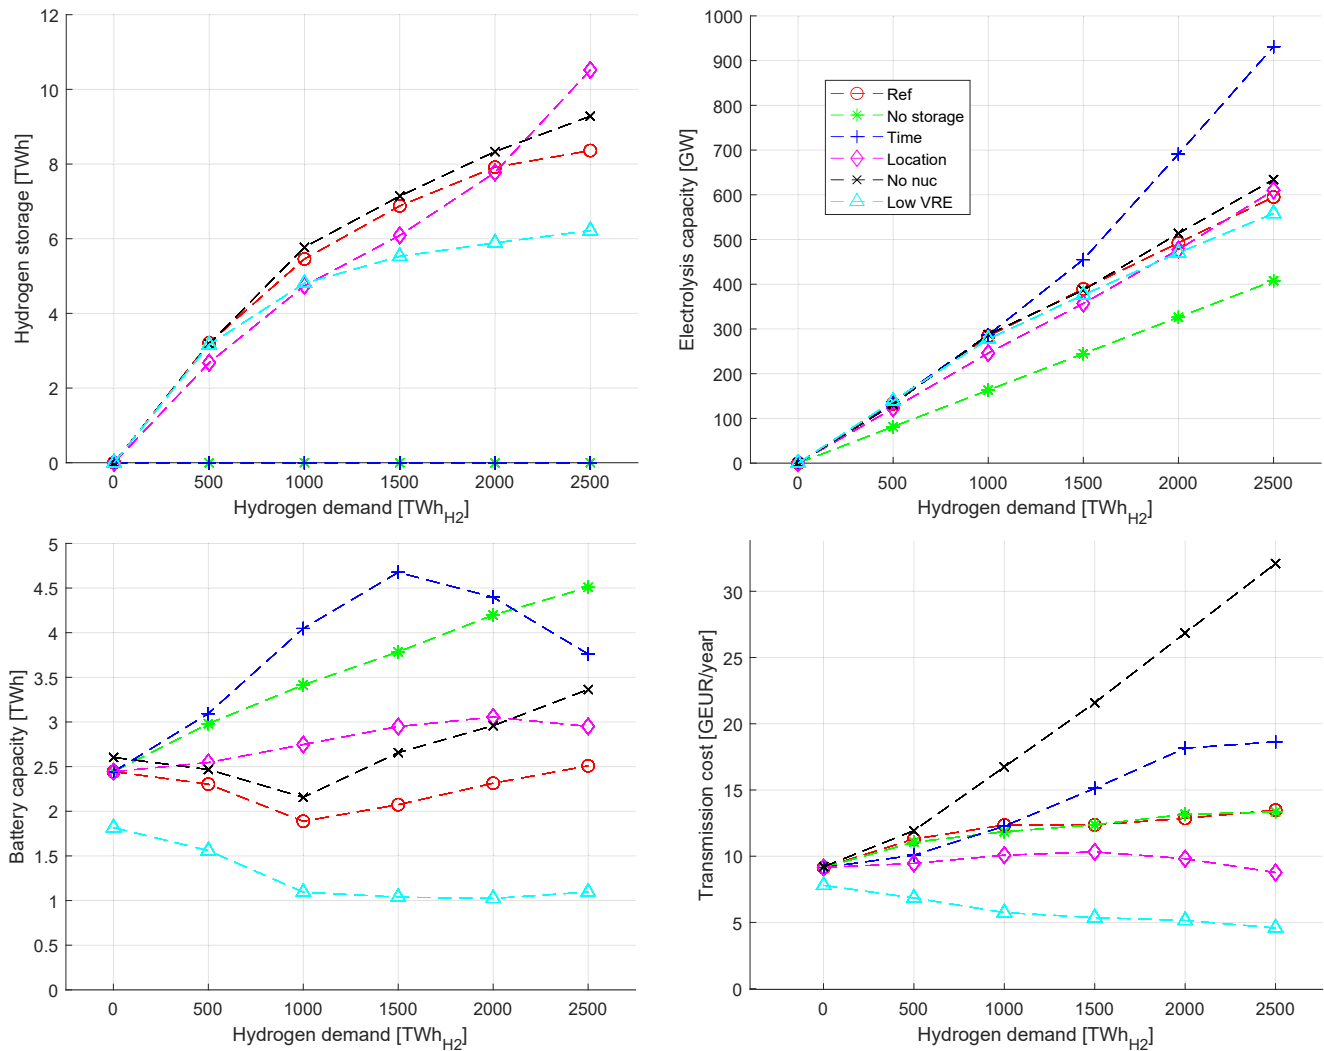 12
10
8
6
4
2
0
Hydrogen storage [TWh]
0 500 1000 1500 2000 2500
Hydrogen demand [TWh_H2]
1000
900
800
700
600
500
400
300
200
100
0
Electrolysis capacity [GW]
Ref
No storage
Time
Location
No nuc
Low VRE
0 500 1000 1500 2000 2500
Hydrogen demand [TWh_H2]
5
4.5
4
3.5
3
2.5
2
1.5
1
0.5
0
Battery capacity [TWh]
0 500 1000 1500 2000 2500
Hydrogen demand [TWh_H2]
30
25
20
15
10
5
0
Transmission cost [GEUR/year]
0 500 1000 1500 2000 2500
Hydrogen demand [TWh_H2]